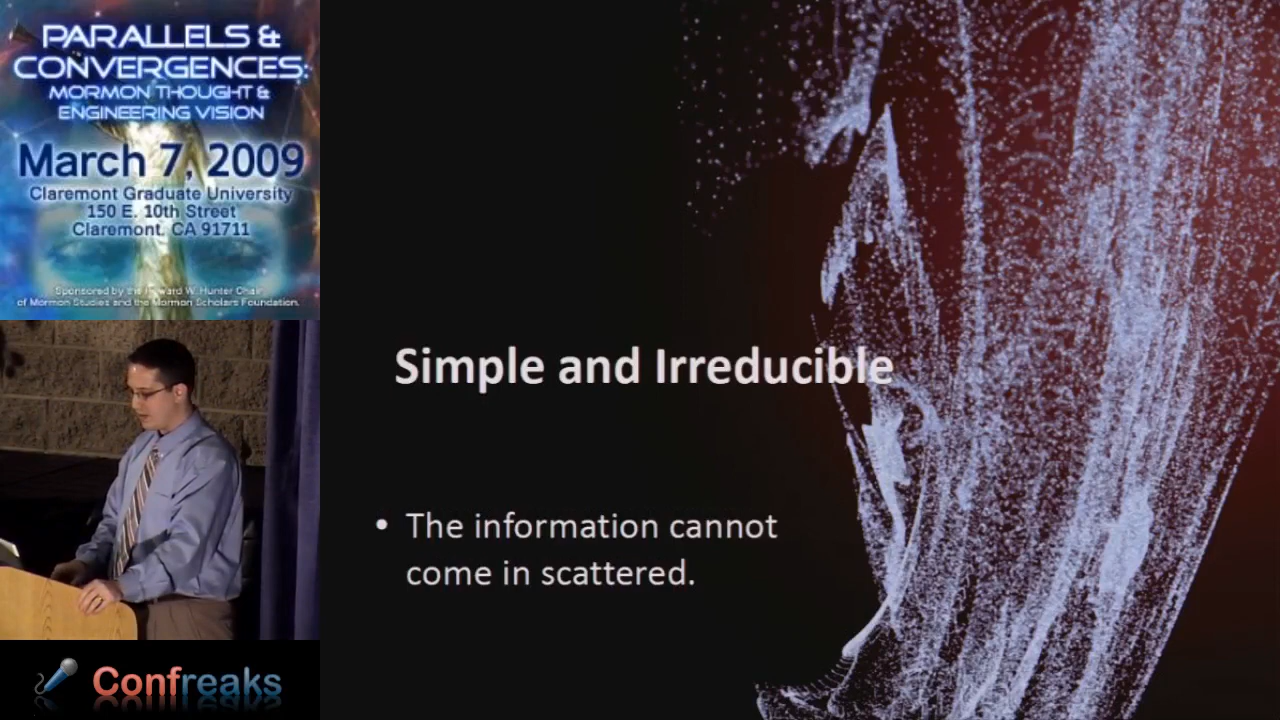 PARALLELS &
CONVERGENCES:
MORMON THOUGHT &
ENGINEERING VISION
March 7, 2009
Claremont Graduate University
150 E. 10th Street
Claremont, CA 91711
Sponsored by the Howard W. Hunter Chair
of Mormon Studies and the Mormon Scholars Foundation.
Simple and Irreducible
• The information cannot
come in scattered.
Confreaks